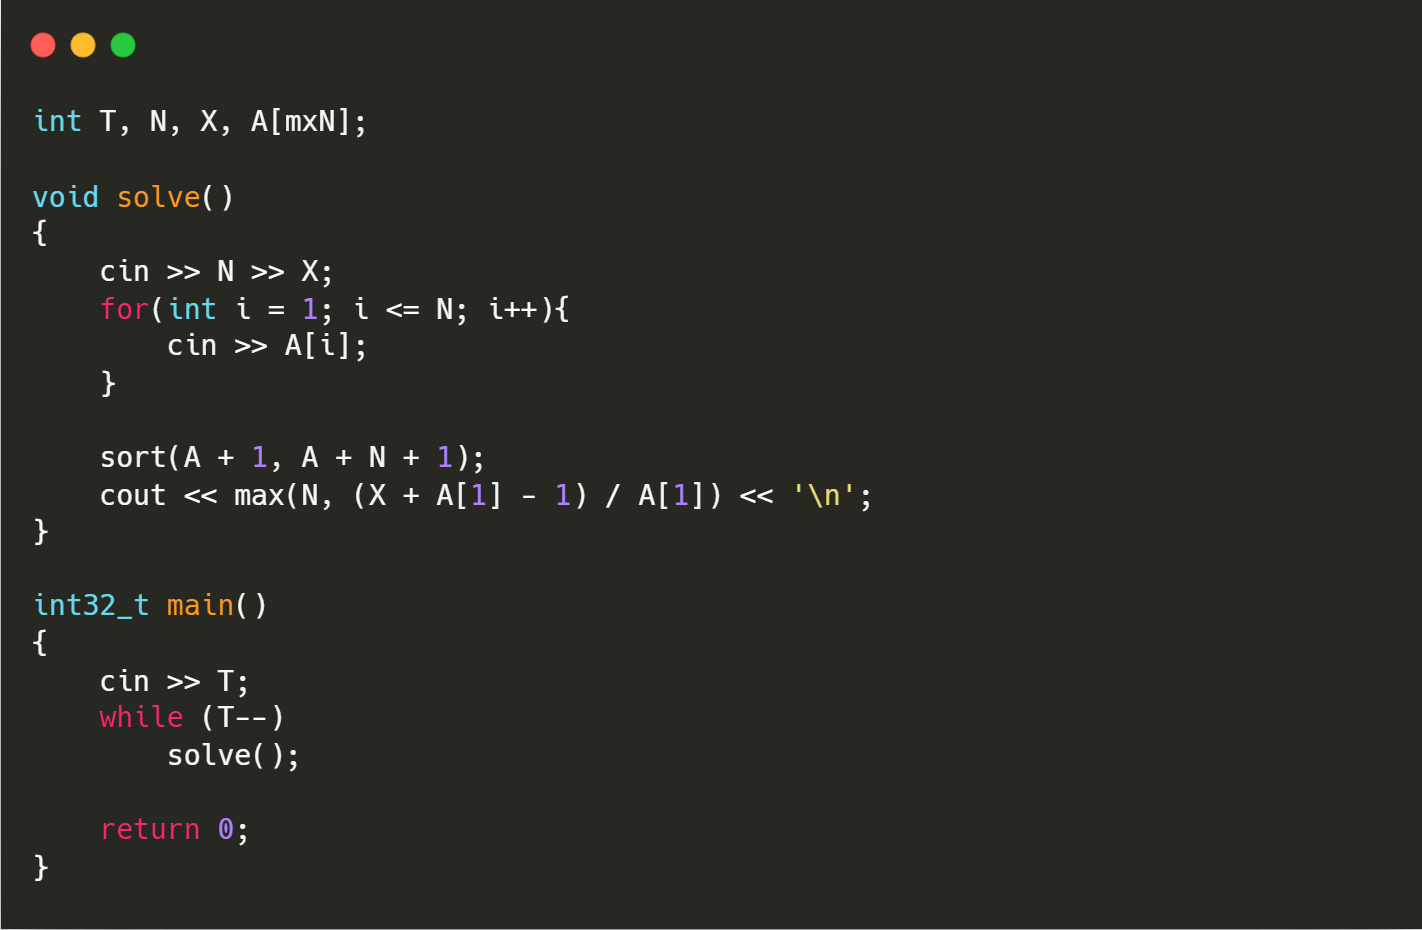 int T, N, X, A[mxN];

void solve()
{
    cin >> N >> X;
    for(int i = 1; i <= N; i++){
        cin >> A[i];
    }

    sort(A + 1, A + N + 1);
    cout << max(N, (X + A[1] - 1) / A[1]) << '\n';
}

int32_t main()
{
    cin >> T;
    while (T--)
        solve();

    return 0;
}